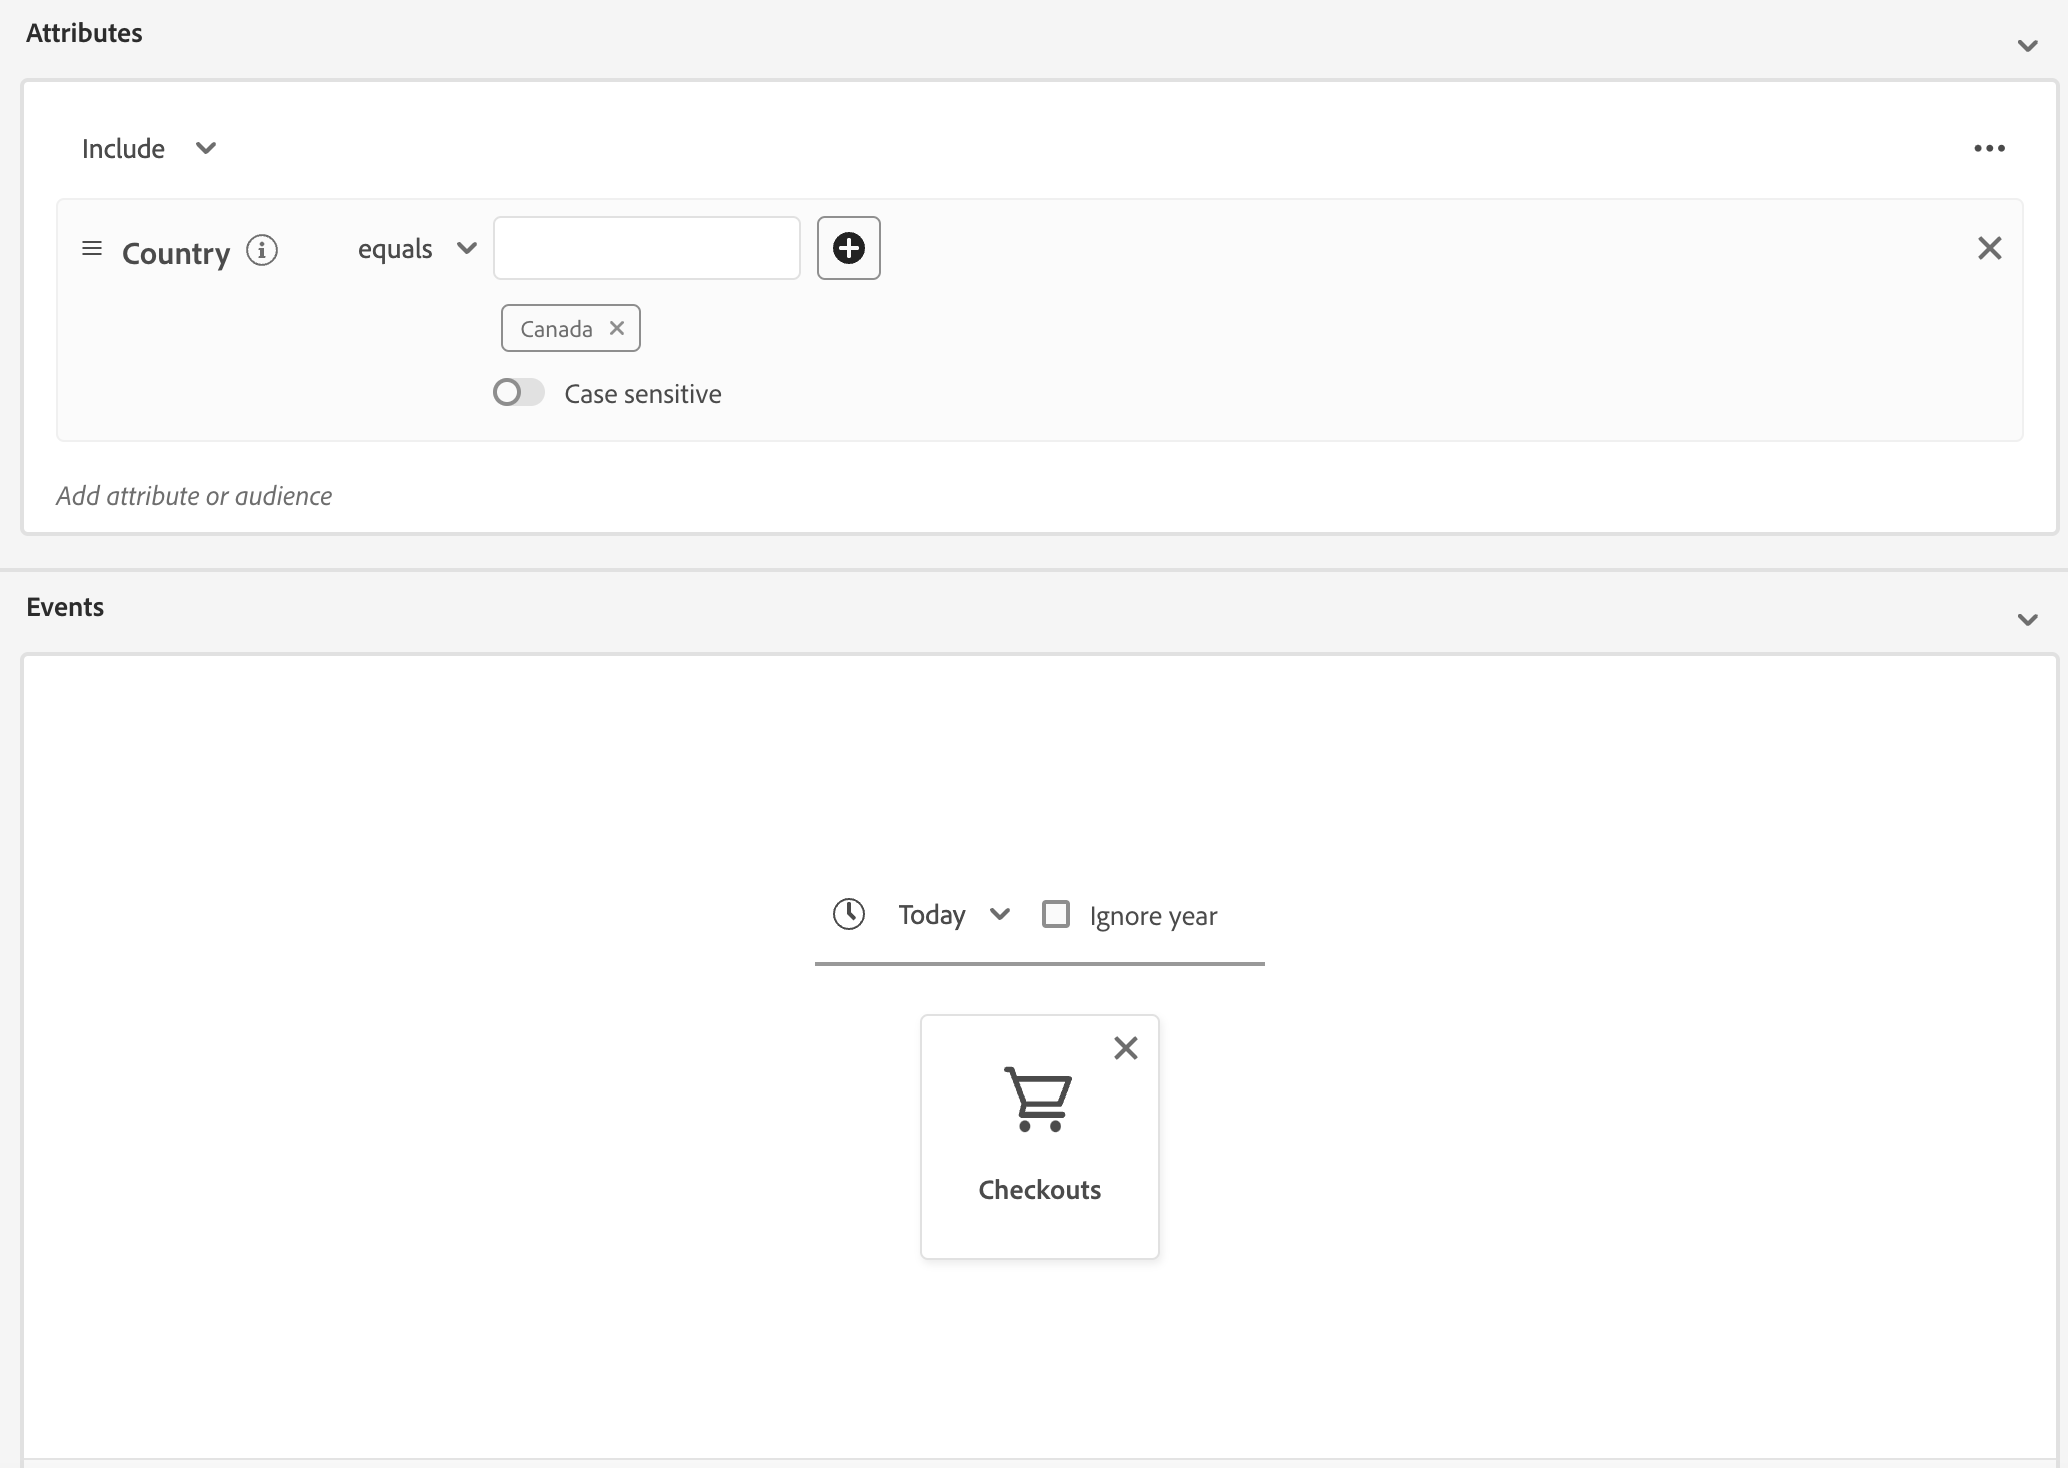 Attributes
Include
Country equals
Canada
Case sensitive
Add attribute or audience
Events
Today Ignore year
Checkouts